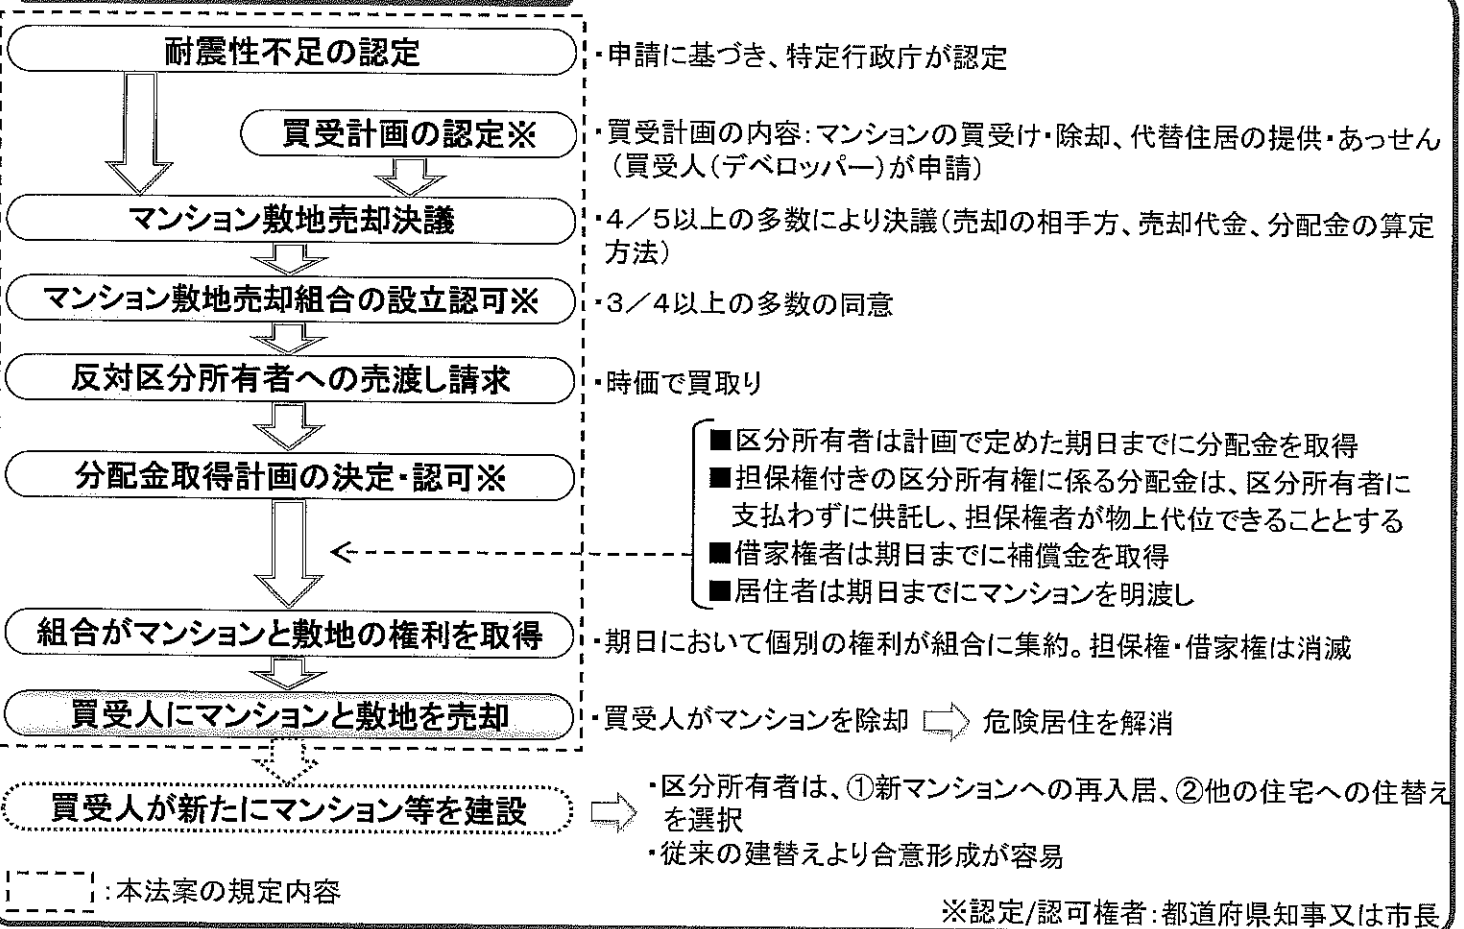 耐震性不足の認定
・申請に基づき、特定行政庁が認定
買受計画の認定※
・買受計画の内容:マンションの買受け・除却、代替住居の提供・あっせん
(買受人(デベロッパー)が申請)
マンション敷地売却決議
・4/5以上の多数により決議(売却の相手方、売却代金、分配金の算定
方法)
マンション敷地売却組合の設立認可※
・3/4以上の多数の同意
反対区分所有者への売渡し請求
・時価で買取り
■区分所有者は計画で定めた期日までに分配金を取得
■担保権付きの区分所有権に係る分配金は、区分所有者に
支払わずに供託し、担保権者が物上代位できることとする
■借家権者は期日までに補償金を取得
■居住者は期日までにマンションを明渡し
分配金取得計画の決定・認可※
組合がマンションと敷地の権利を取得
・期日において個別の権利が組合に集約。担保権・借家権は消滅
買受人にマンションと敷地を売却
・買受人がマンションを除却 ⇨ 危険居住を解消
買受人が新たにマンション等を建設
・区分所有者は、①新マンションへの再入居、②他の住宅への住替え
を選択
・従来の建替えより合意形成が容易
:本法案の規定内容
※認定/認可権者:都道府県知事又は市長